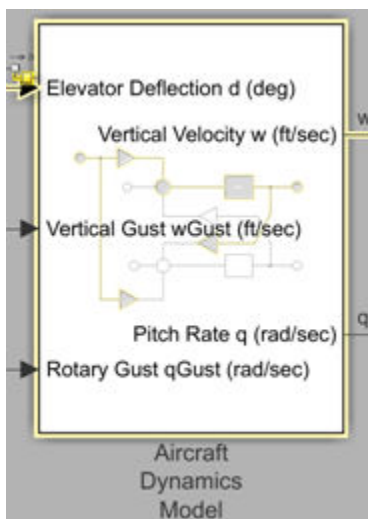 Elevator Deflection d (deg)
Vertical Velocity w (ft/sec)
w
Vertical Gust wGust (ft/sec)
Pitch Rate q (rad/sec)
q
Rotary Gust qGust (rad/sec)
Aircraft
Dynamics
Model